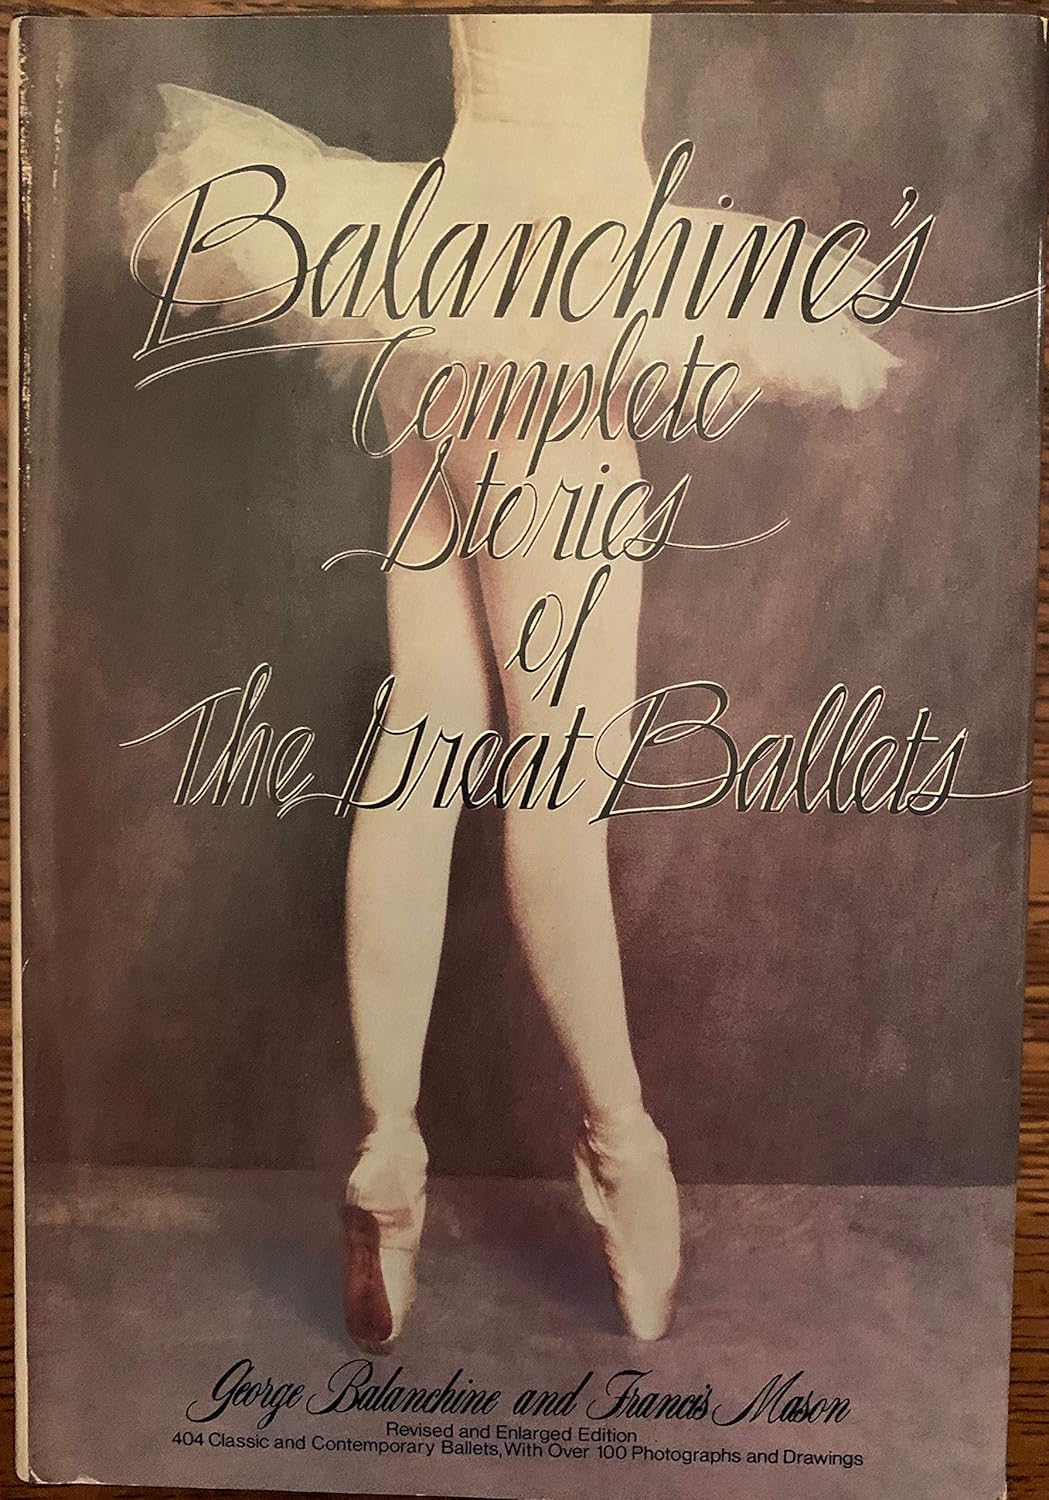 Balanchine's
Complete
Stories
of
The Great Ballets
George Balanchine and Francis Mason
Revised and Enlarged Edition
404 Classic and Contemporary Ballets, With Over 100 Photographs and Drawings